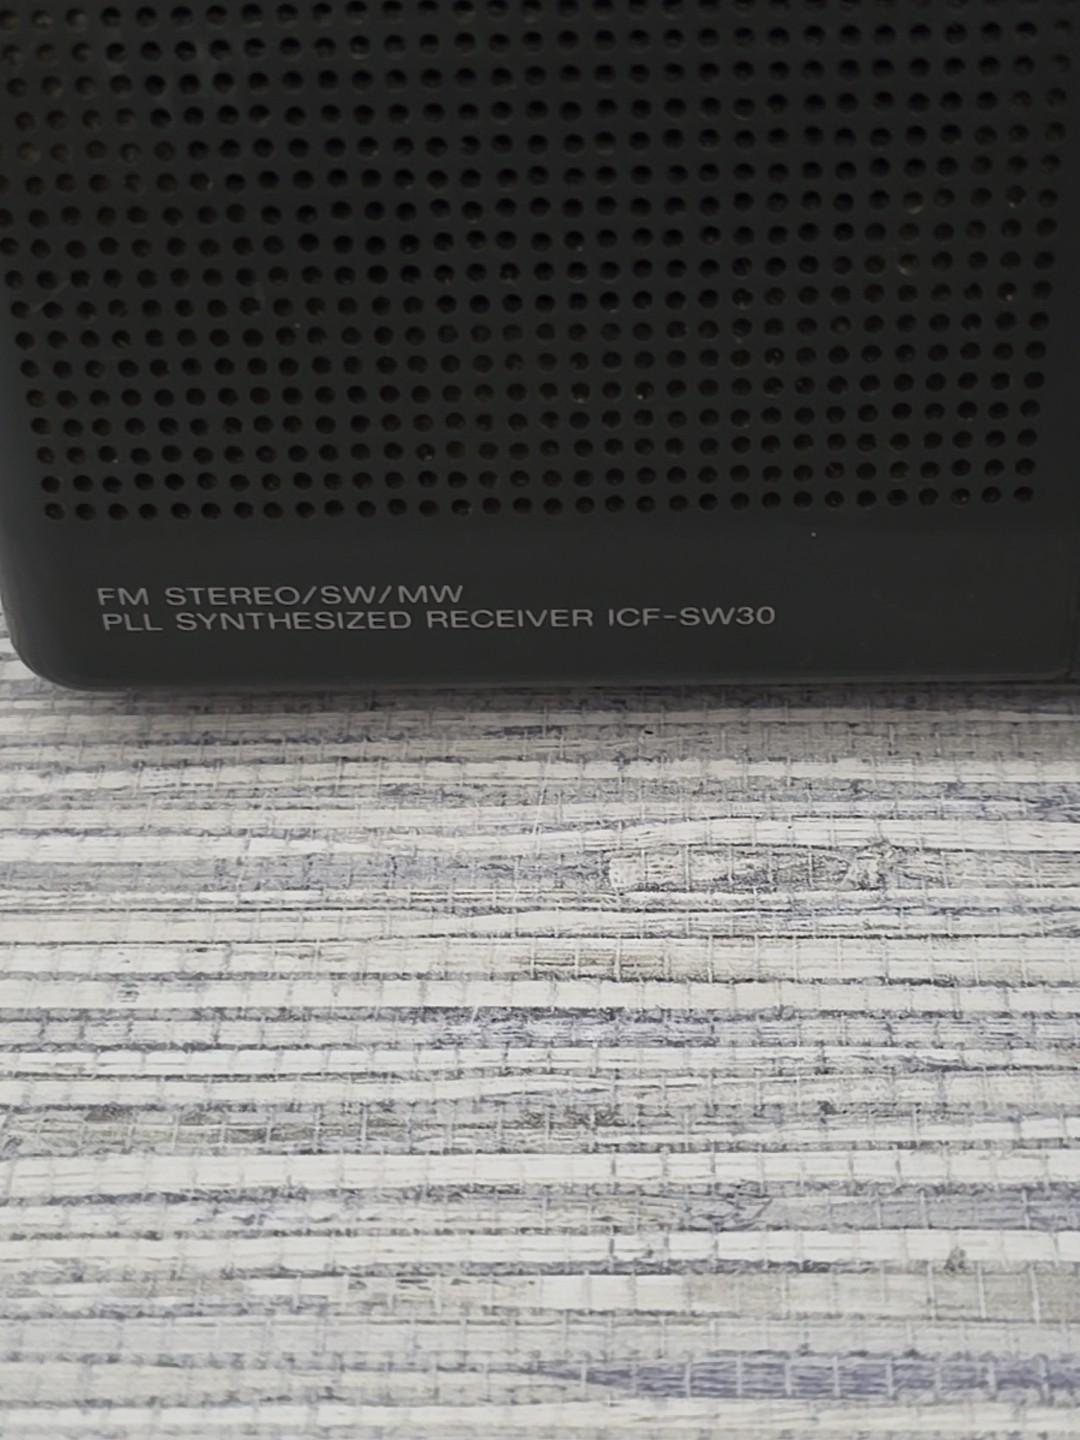 FM STEREO/SW/MW
PLL SYNTHESIZED RECEIVER ICF-SW30